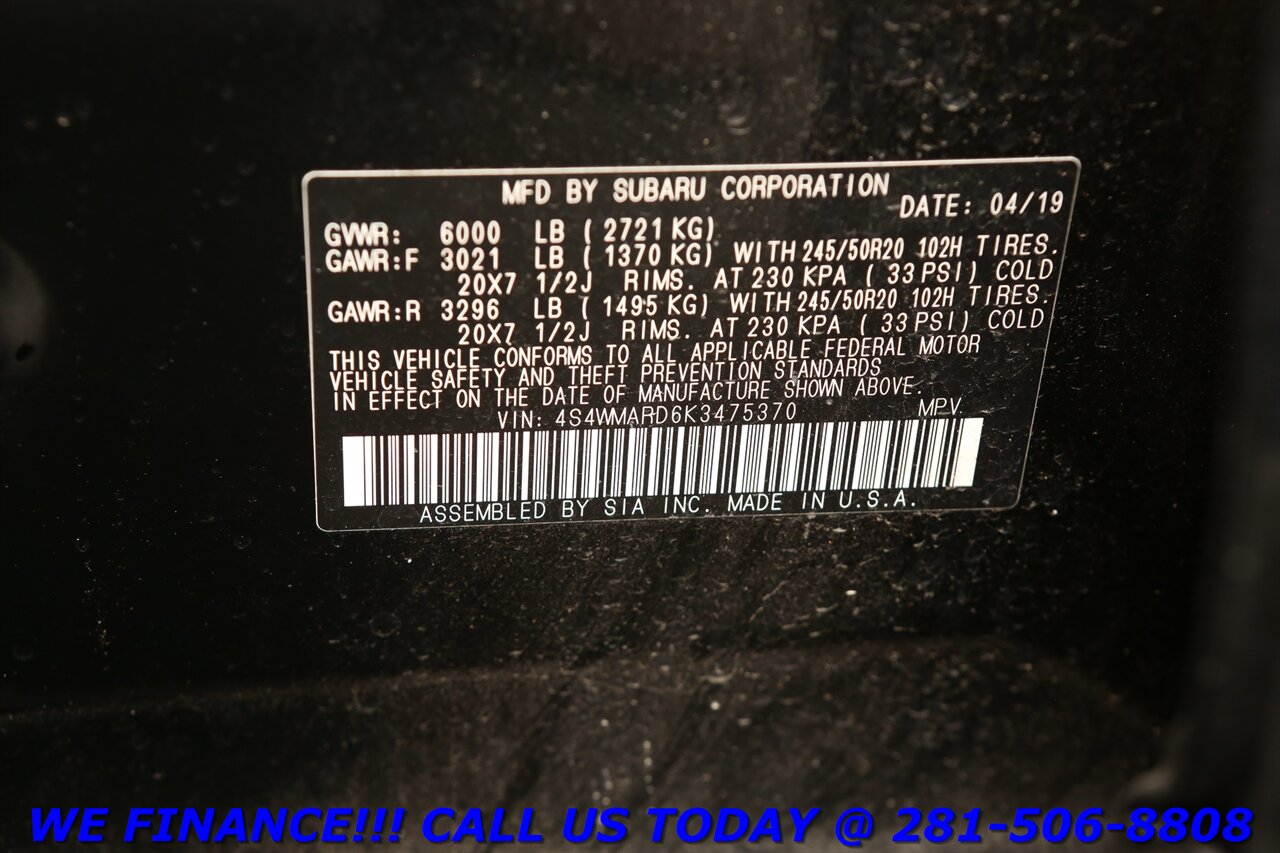 MFD BY SUBARU CORPORATION
DATE: 04/19
GVWR: 6000 LB ( 2721 KG)
GAWR:F 3021 LB ( 1370 KG) WITH 245/50R20 102H TIRES.
20X7 1/2J RIMS. AT 230 KPA ( 33 PSI) COLD
GAWR:R 3296 LB ( 1495 KG) WITH 245/50R20 102H TIRES.
20X7 1/2J RIMS. AT 230 KPA ( 33 PSI) COLD
THIS VEHICLE CONFORMS TO ALL APPLICABLE FEDERAL MOTOR
VEHICLE SAFETY AND THEFT PREVENTION STANDARDS
IN EFFECT ON THE DATE OF MANUFACTURE SHOWN ABOVE.
VIN: 4S4WMARD6K3475370 MPV
ASSEMBLED BY SIA INC. MADE IN U.S.A.
WE FINANCE!!! CALL US TODAY @ 281-506-8808